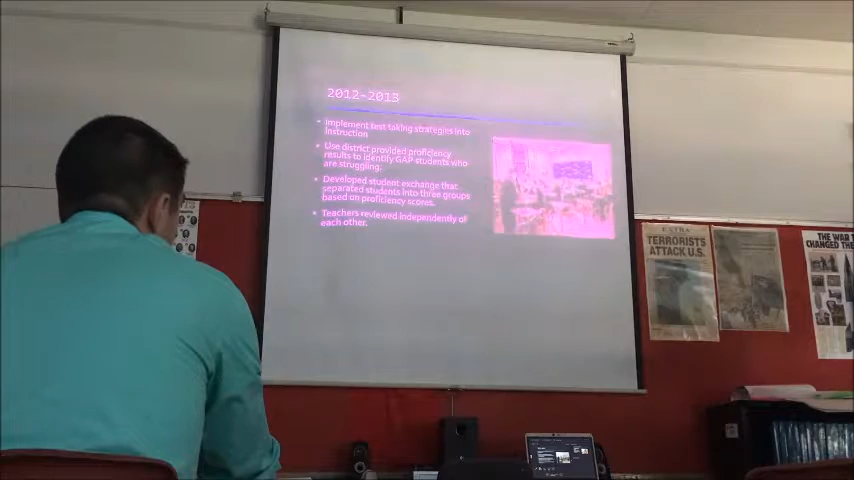 2012-2013
• Implement test taking strategies into
instruction
• Use district provided proficiency
results to identify GAP students who
are struggling.
• Developed student exchange that
separated students into three groups
based on proficiency scores.
• Teachers reviewed independently of
each other.
EXTRA
TERRORISTS
ATTACK U.S.
THE WAR
CHANGED